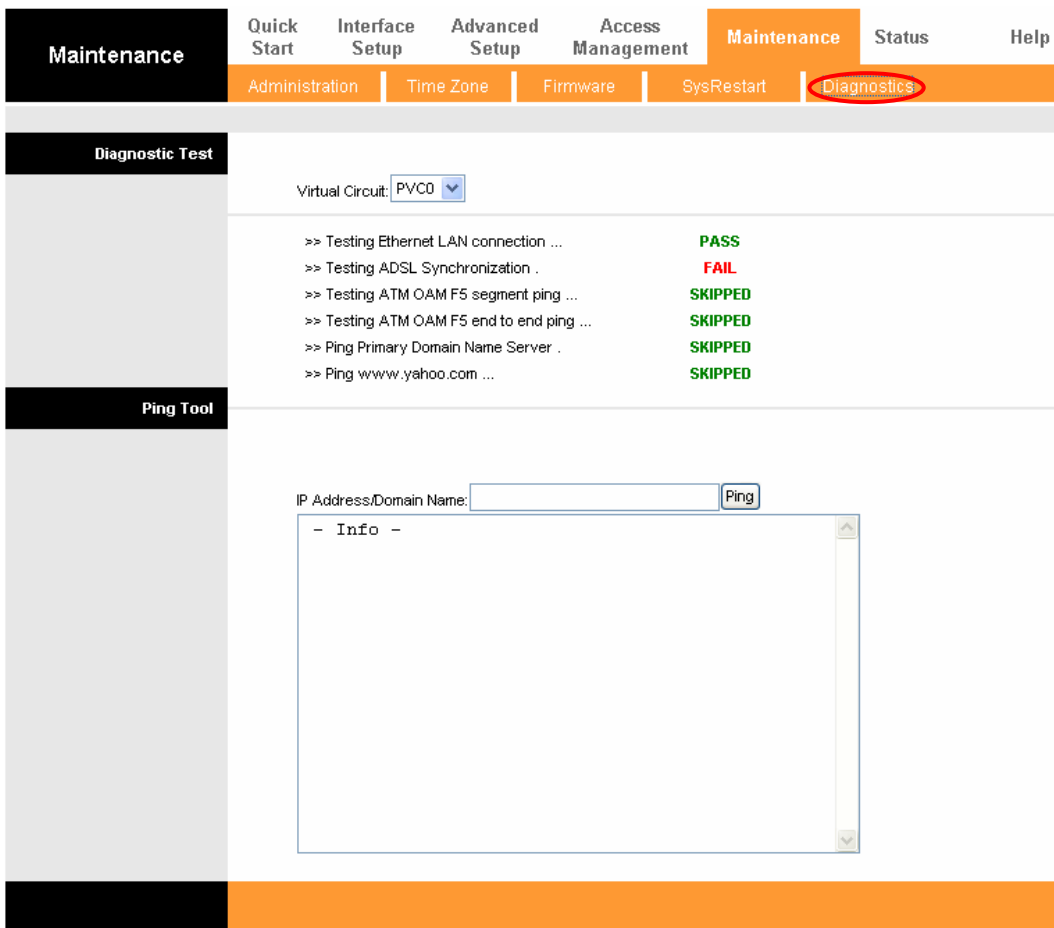 Maintenance
Quick Start
Interface Setup
Advanced Setup
Access Management
Maintenance
Status
Help
Administration
Time Zone
Firmware
SysRestart
Diagnostics
Diagnostic Test
Virtual Circuit: PVC0
>> Testing Ethernet LAN connection ... PASS
>> Testing ADSL Synchronization . FAIL
>> Testing ATM OAM F5 segment ping ... SKIPPED
>> Testing ATM OAM F5 end to end ping ... SKIPPED
>> Ping Primary Domain Name Server . SKIPPED
>> Ping www.yahoo.com ... SKIPPED
Ping Tool
IP Address/Domain Name: Ping
- Info -